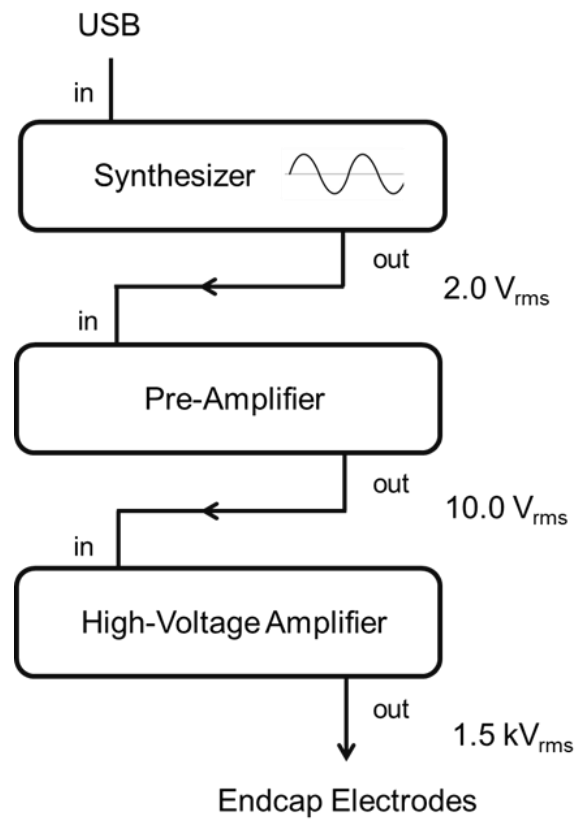 USB
in
Synthesizer
out
2.0 Vrms
in
Pre-Amplifier
out
10.0 Vrms
in
High-Voltage Amplifier
out
1.5 kVrms
Endcap Electrodes